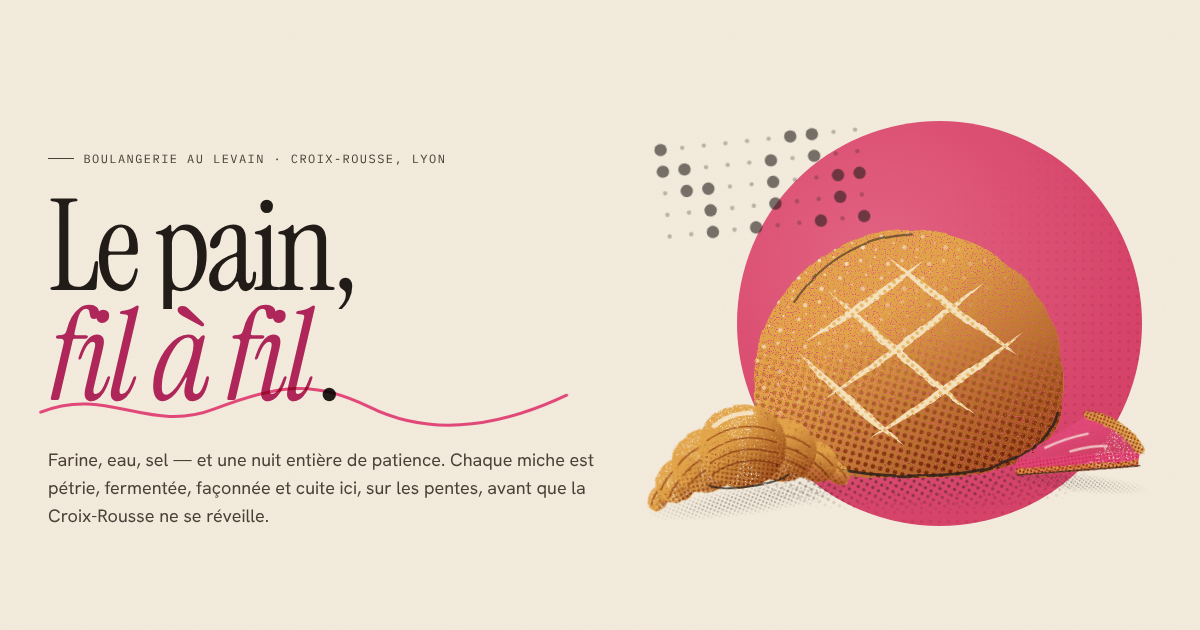 BOULANGERIE AU LEVAIN · CROIX-ROUSSE, LYON
Le pain,
fil à fil.
Farine, eau, sel — et une nuit entière de patience. Chaque miche est
pétrie, fermentée, façonnée et cuite ici, sur les pentes, avant que la
Croix-Rousse ne se réveille.